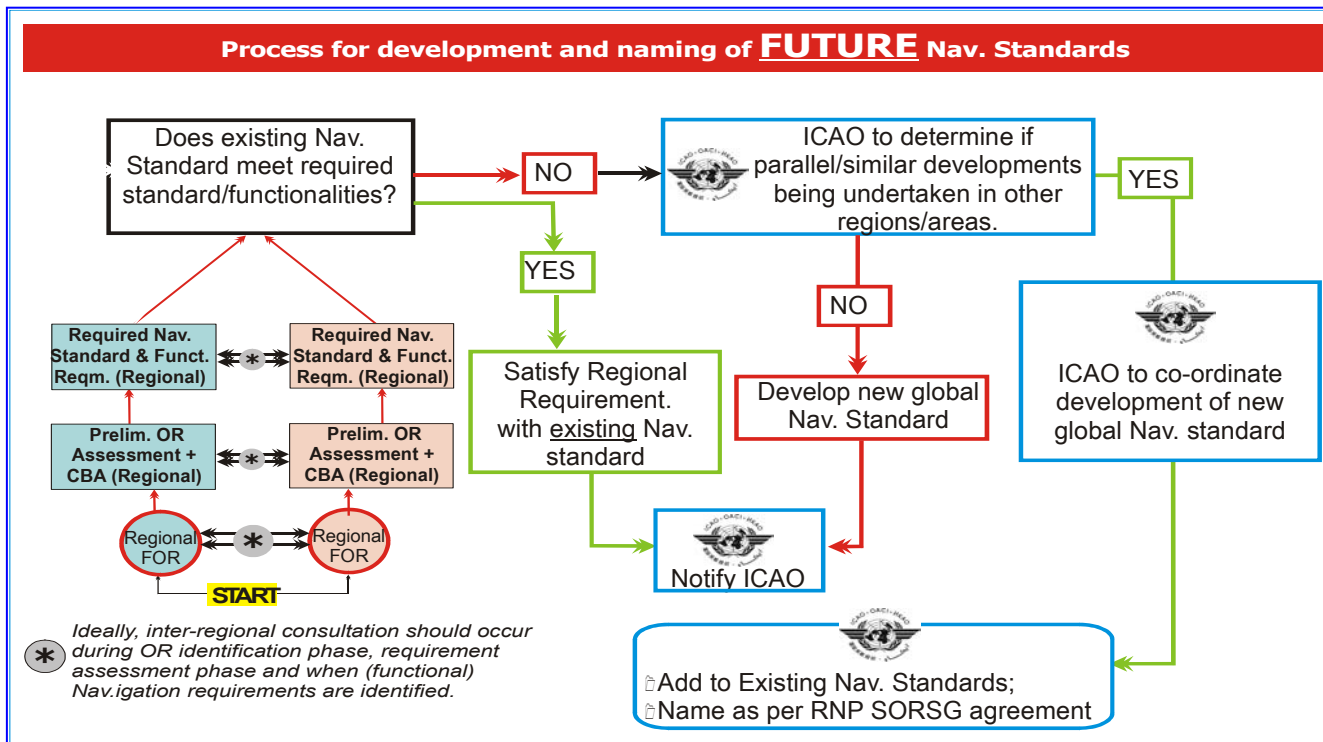 Process for development and naming of FUTURE Nav. Standards
Does existing Nav.
Standard meet required
standard/functionalities?
NO
ICAO to determine if
parallel/similar developments
being undertaken in other
regions/areas.
YES
YES
NO
Required Nav.
Standard & Funct.
Reqm. (Regional)
*
Required Nav.
Standard & Funct.
Reqm. (Regional)
Satisfy Regional
Requirement.
with existing Nav.
standard
Develop new global
Nav. Standard
ICAO to co-ordinate
development of new
global Nav. standard
Prelim. OR
Assessment +
CBA (Regional)
*
Prelim. OR
Assessment +
CBA (Regional)
Regional
FOR
*
Regional
FOR
START
Notify ICAO
*
Ideally, inter-regional consultation should occur
during OR identification phase, requirement
assessment phase and when (functional)
Nav.igation requirements are identified.
Add to Existing Nav. Standards;
Name as per RNP SORSG agreement